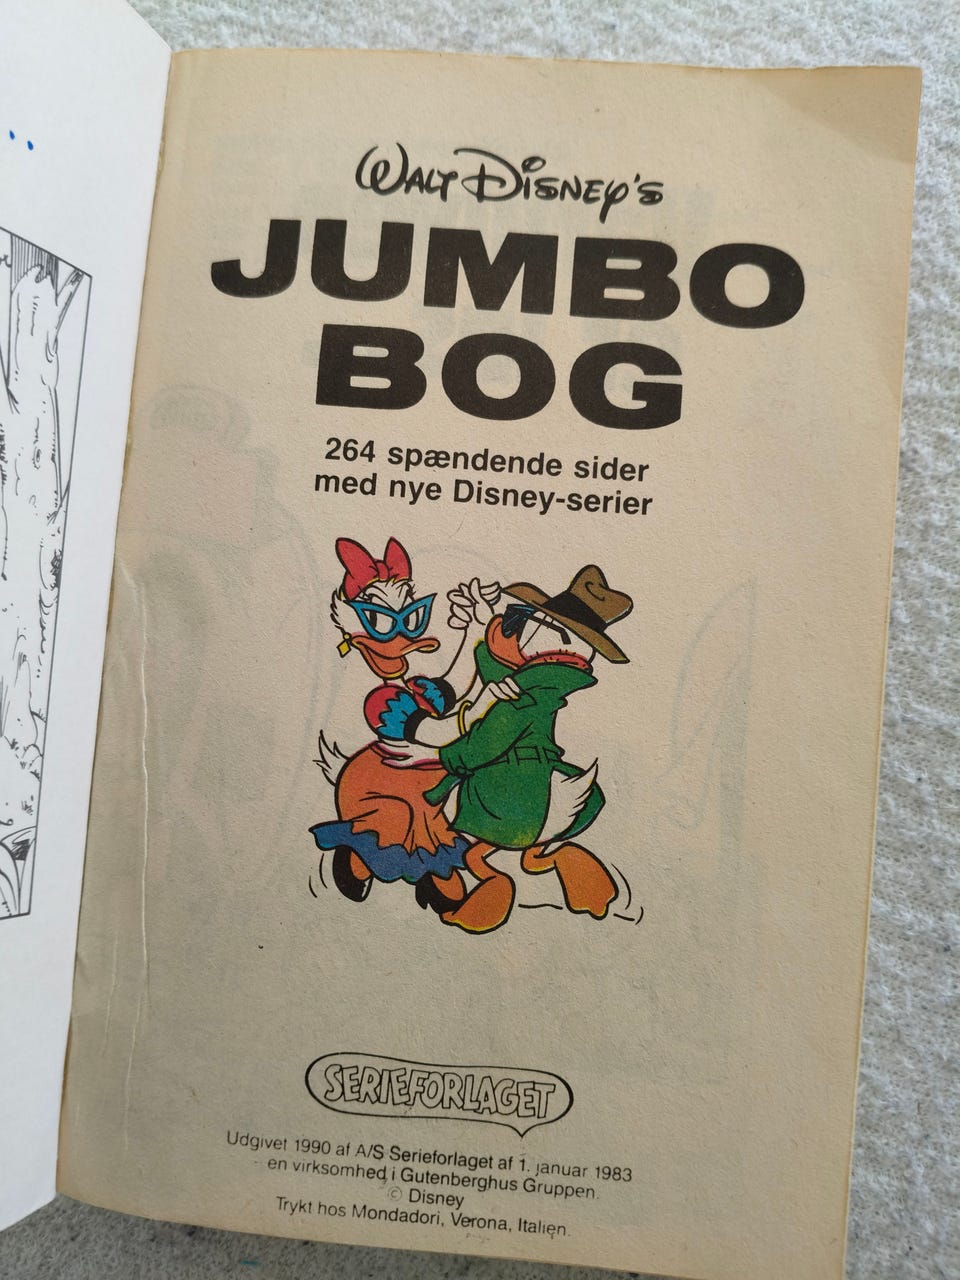 WALT DISNEY'S
JUMBO
BOG
264 spændende sider
med nye Disney-serier
SERIEFORLAGET
Udgivet 1990 af A/S Serieforlaget af 1. januar 1983
en virksomhed i Gutenberghus Gruppen.
© Disney
Trykt hos Mondadori, Verona, Italien.